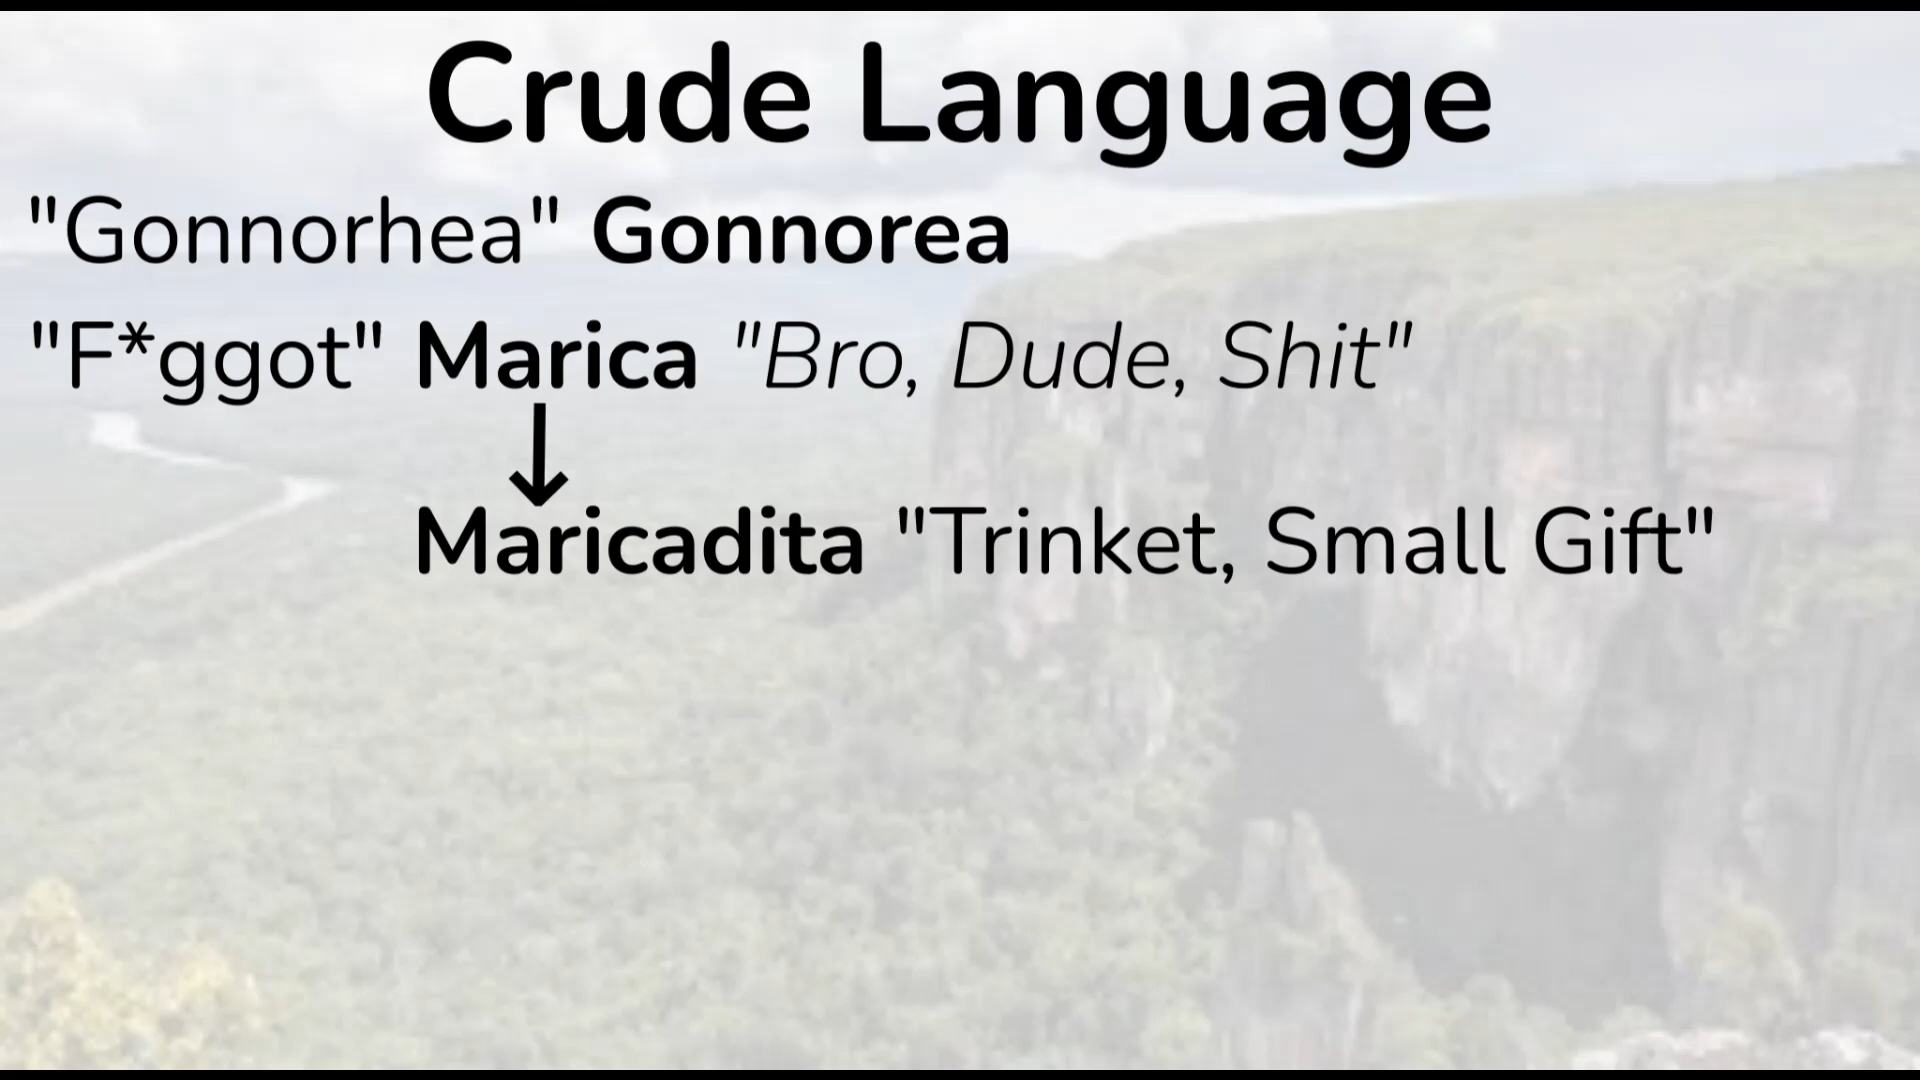 Crude Language
"Gonnorhea" Gonnorea
"F*ggot" Marica "Bro, Dude, Shit"
↓
Maricadita "Trinket, Small Gift"